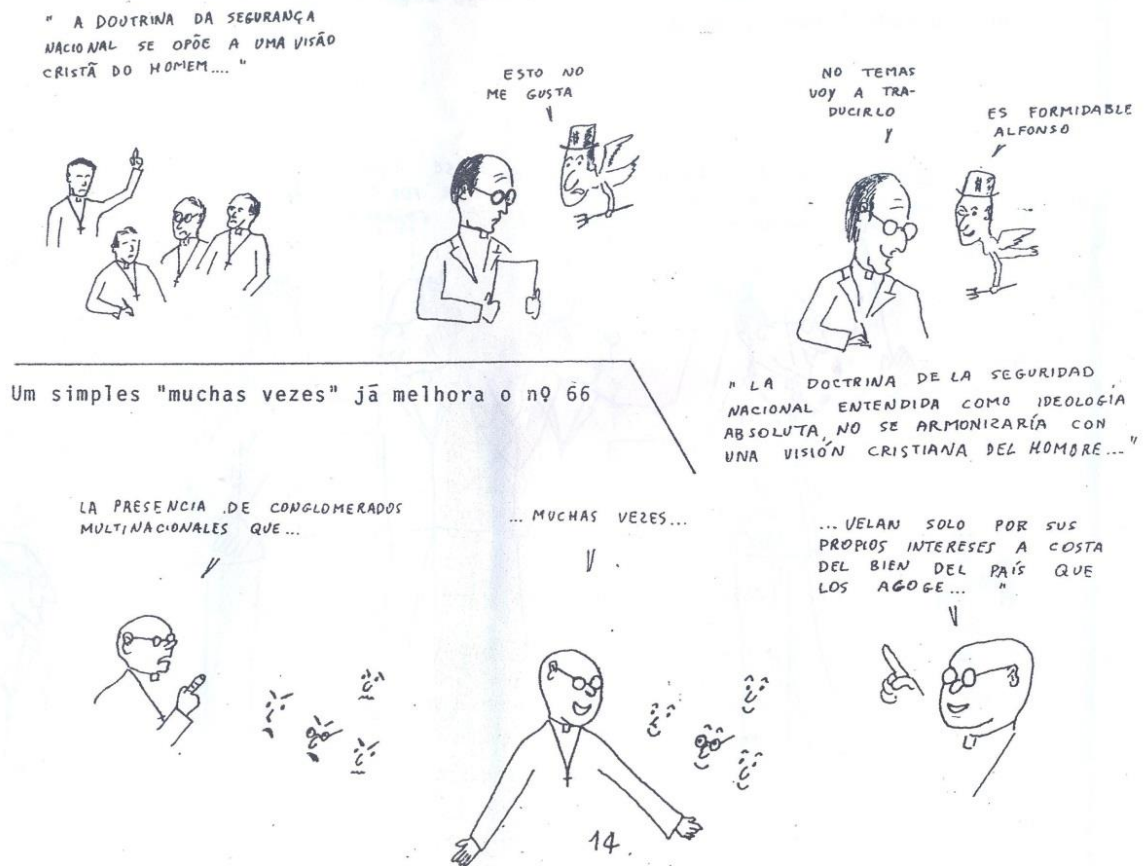 " A DOUTRINA DA SEGURANÇA
NACIONAL SE OPÕE A UMA VISÃO
CRISTÃ DO HOMEM.... "
ESTO NO
ME GUSTA
NO TEMAS
VOY A TRA-
DUCIRLO
ES FORMIDABLE
ALFONSO
" LA DOCTRINA DE LA SEGURIDAD
NACIONAL ENTENDIDA COMO IDEOLOGÍA
ABSOLUTA, NO SE ARMONIZARÍA CON
UNA VISIÓN CRISTIANA DEL HOMBRE..."
Um simples "muchas vezes" já melhora o nº 66
LA PRESENCIA DE CONGLOMERADOS
MULTINACIONALES QUE...
... MUCHAS VEZES...
... VELAN SOLO POR SUS
PROPIOS INTERESES A COSTA
DEL BIEN DEL PAÍS QUE
LOS AGOGE... "
14.